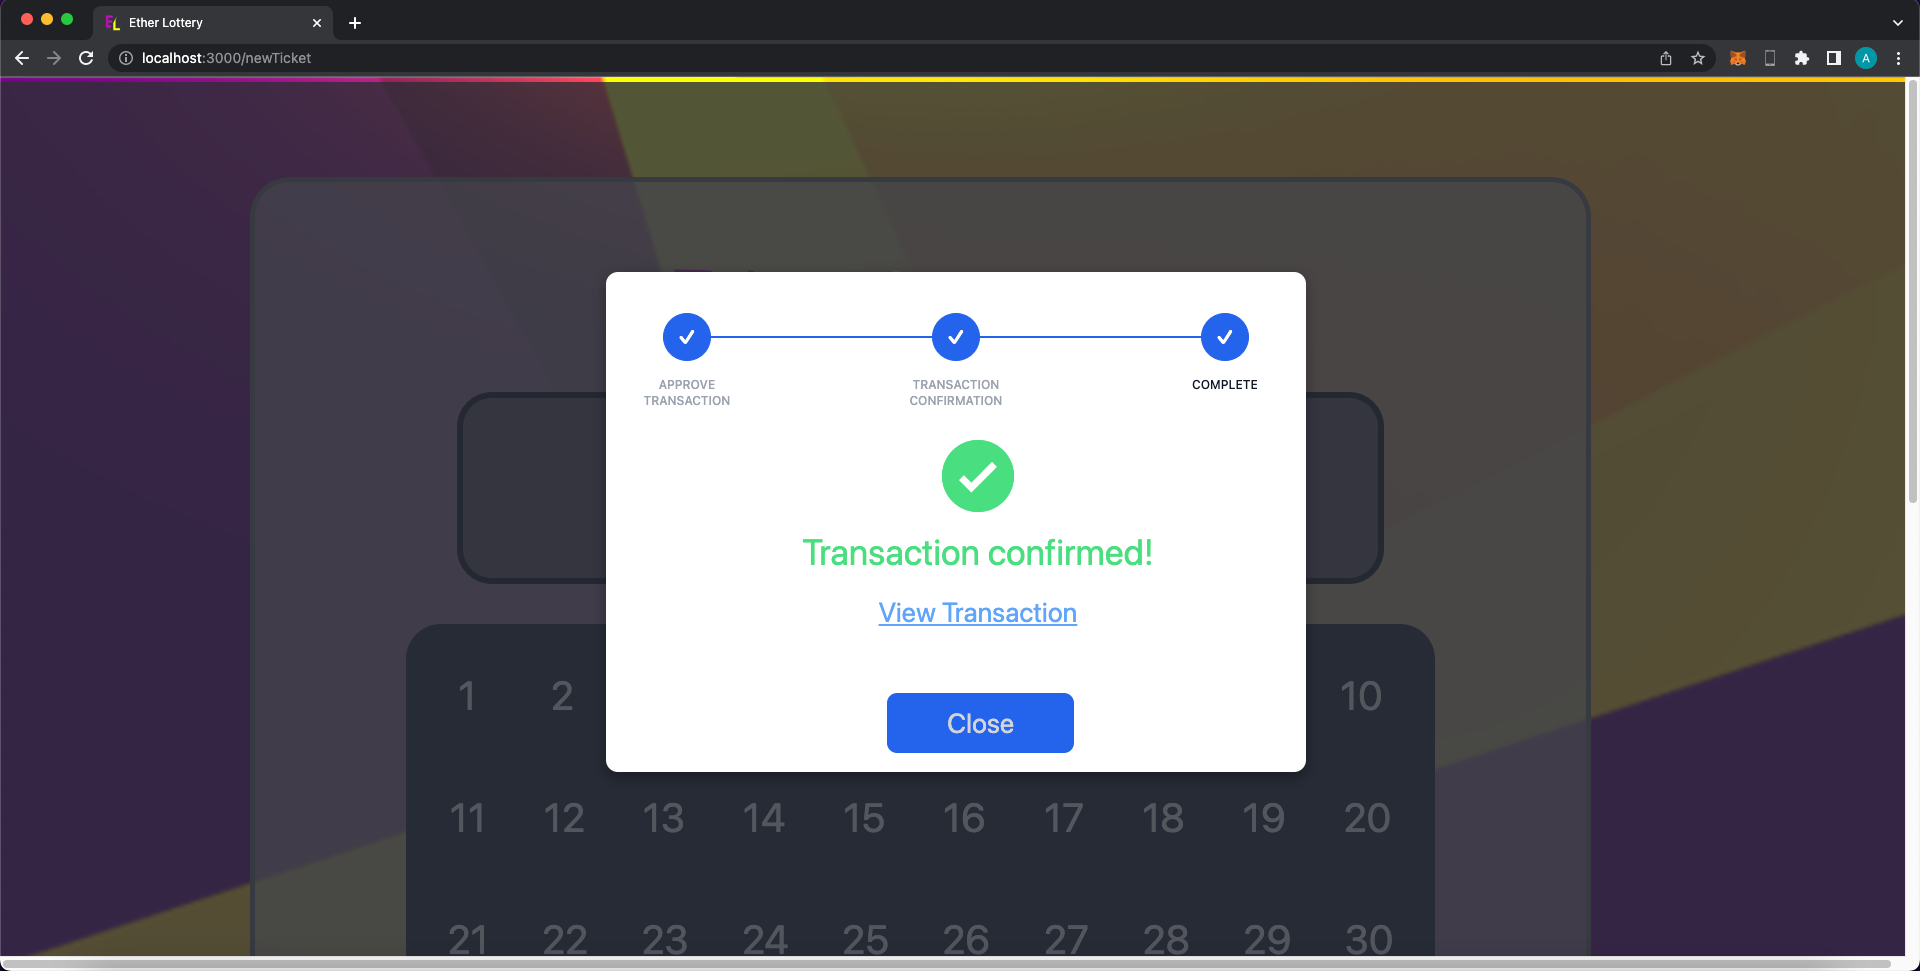 EL Ether Lottery
localhost:3000/newTicket
A
APPROVE
TRANSACTION
TRANSACTION
CONFIRMATION
COMPLETE
Transaction confirmed!
View Transaction
Close
1 2 10
11 12 13 14 15 16 17 18 19 20
21 22 23 24 25 26 27 28 29 30